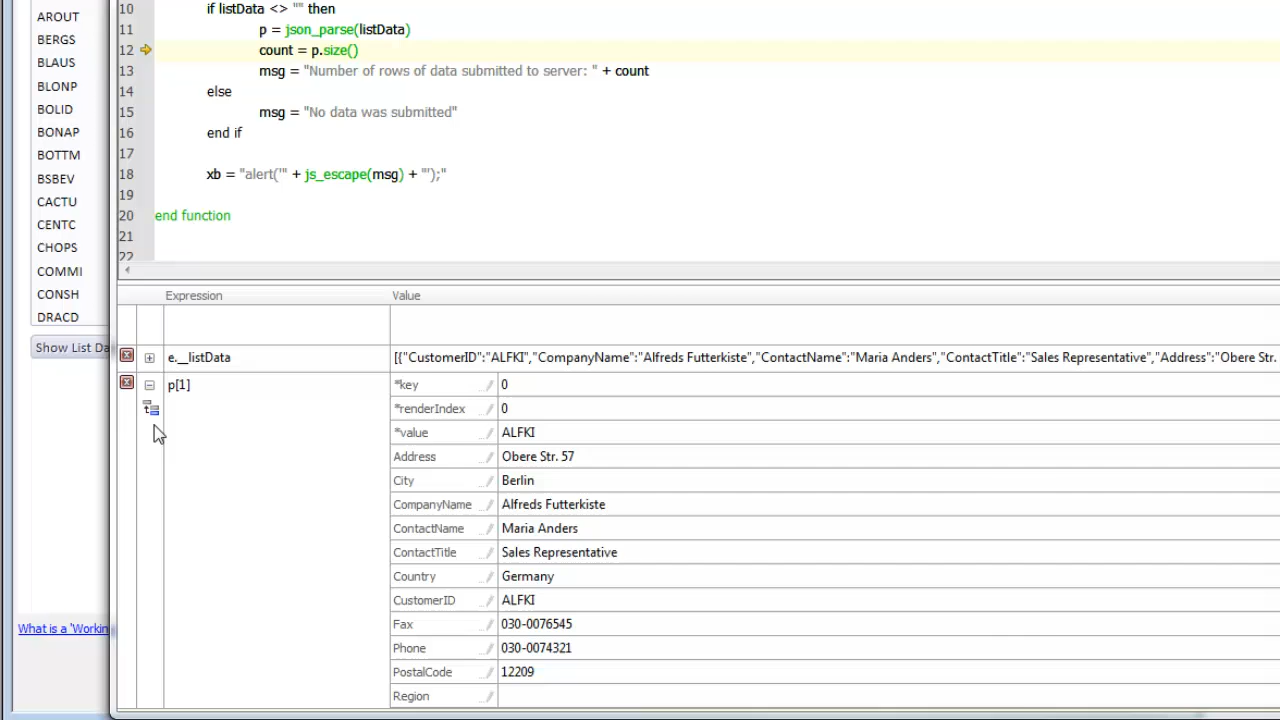 AROUT
BERGS
BLAUS
BLONP
BOLID
BONAP
BOTTM
BSBEV
CACTU
CENTC
CHOPS
COMMI
CONSH
DRACD
Show List Da
What is a 'Workin
10 if listData <> "" then
11 p = json_parse(listData)
12 count = p.size()
13 msg = "Number of rows of data submitted to server: " + count
14 else
15 msg = "No data was submitted"
16 end if
17
18 xb = "alert('" + js_escape(msg) + "');"
19
20 end function
21
22
Expression Value
e.__listData [{"CustomerID":"ALFKI","CompanyName":"Alfreds Futterkiste","ContactName":"Maria Anders","ContactTitle":"Sales Representative","Address":"Obere Str.
p[1] *key 0
*renderIndex 0
*value ALFKI
Address Obere Str. 57
City Berlin
CompanyName Alfreds Futterkiste
ContactName Maria Anders
ContactTitle Sales Representative
Country Germany
CustomerID ALFKI
Fax 030-0076545
Phone 030-0074321
PostalCode 12209
Region